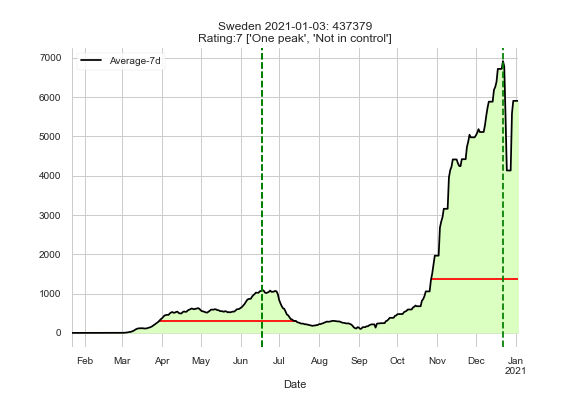 Sweden 2021-01-03: 437379
Rating:7 ['One peak', 'Not in control']
Average-7d
7000
6000
5000
4000
3000
2000
1000
0
Feb Mar Apr May Jun Jul Aug Sep Oct Nov Dec Jan
2021
Date